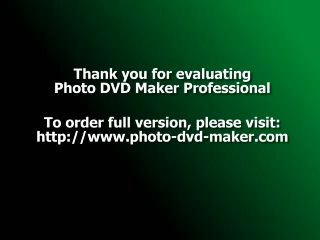 Thank you for evaluating
Photo DVD Maker Professional
To order full version, please visit:
http://www.photo-dvd-maker.com